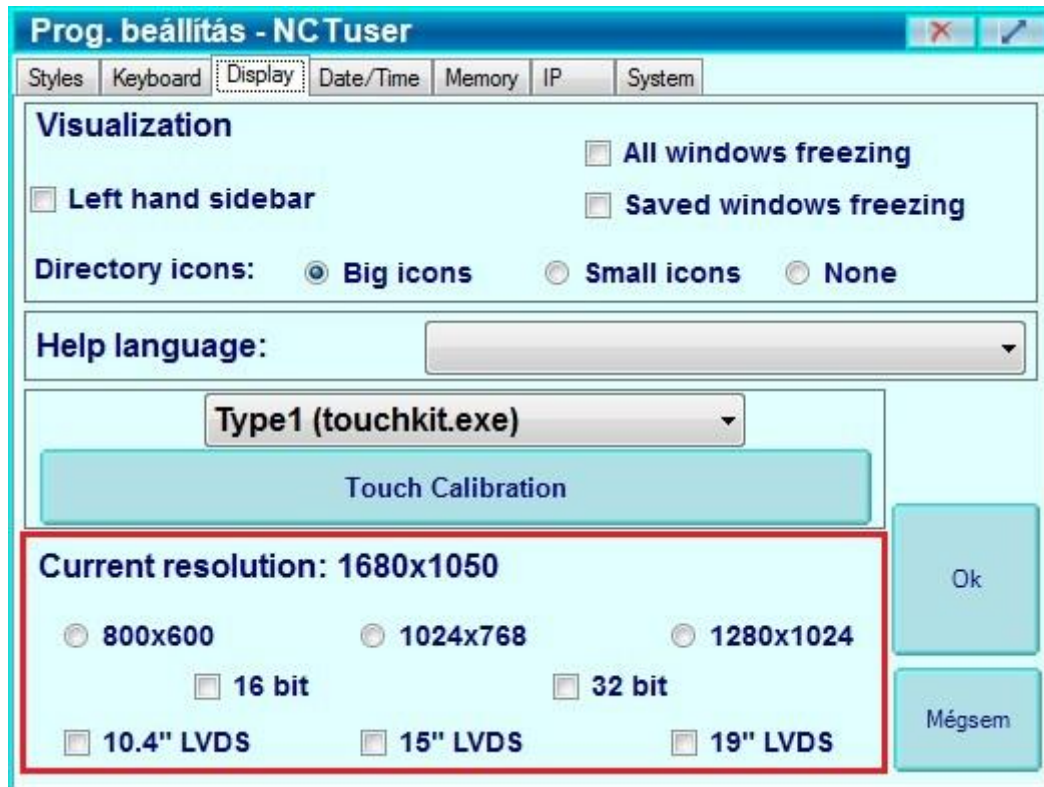 Prog. beállítás - NCTuser
Styles Keyboard Display Date/Time Memory IP System
Visualization
All windows freezing
Left hand sidebar
Saved windows freezing
Directory icons: Big icons Small icons None
Help language:
Type1 (touchkit.exe)
Touch Calibration
Current resolution: 1680x1050
Ok
800x600 1024x768 1280x1024
16 bit 32 bit
Mégsem
10.4" LVDS 15" LVDS 19" LVDS